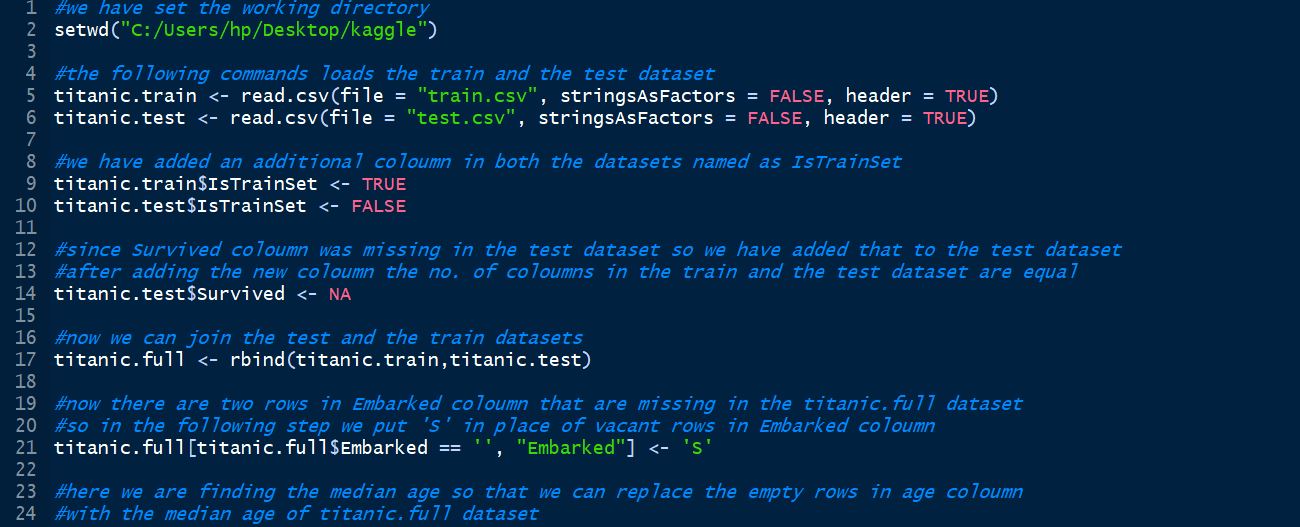 1 #we have set the working directory
2 setwd("C:/Users/hp/Desktop/kaggle")
3
4 #the following commands loads the train and the test dataset
5 titanic.train <- read.csv(file = "train.csv", stringsAsFactors = FALSE, header = TRUE)
6 titanic.test <- read.csv(file = "test.csv", stringsAsFactors = FALSE, header = TRUE)
7
8 #we have added an additional coloumn in both the datasets named as IsTrainSet
9 titanic.train$IsTrainSet <- TRUE
10 titanic.test$IsTrainSet <- FALSE
11
12 #since Survived coloumn was missing in the test dataset so we have added that to the test dataset
13 #after adding the new coloumn the no. of coloumns in the train and the test dataset are equal
14 titanic.test$Survived <- NA
15
16 #now we can join the test and the train datasets
17 titanic.full <- rbind(titanic.train,titanic.test)
18
19 #now there are two rows in Embarked coloumn that are missing in the titanic.full dataset
20 #so in the following step we put 'S' in place of vacant rows in Embarked coloumn
21 titanic.full[titanic.full$Embarked == '', "Embarked"] <- 'S'
22
23 #here we are finding the median age so that we can replace the empty rows in age coloumn
24 #with the median age of titanic.full dataset